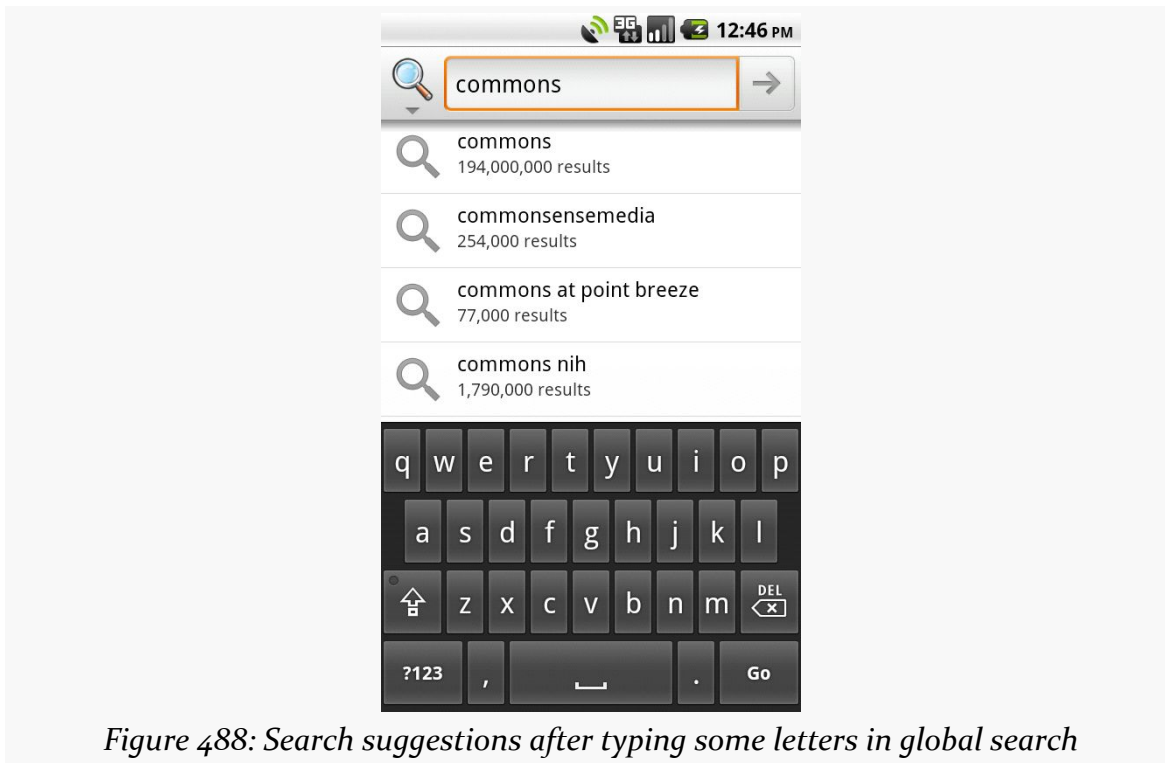 3G 12:46 PM
commons
commons
194,000,000 results
commonsensemedia
254,000 results
commons at point breeze
77,000 results
commons nih
1,790,000 results
q w e r t y u i o p
a s d f g h j k l
z x c v b n m DEL
?123 , . Go
Figure 488: Search suggestions after typing some letters in global search